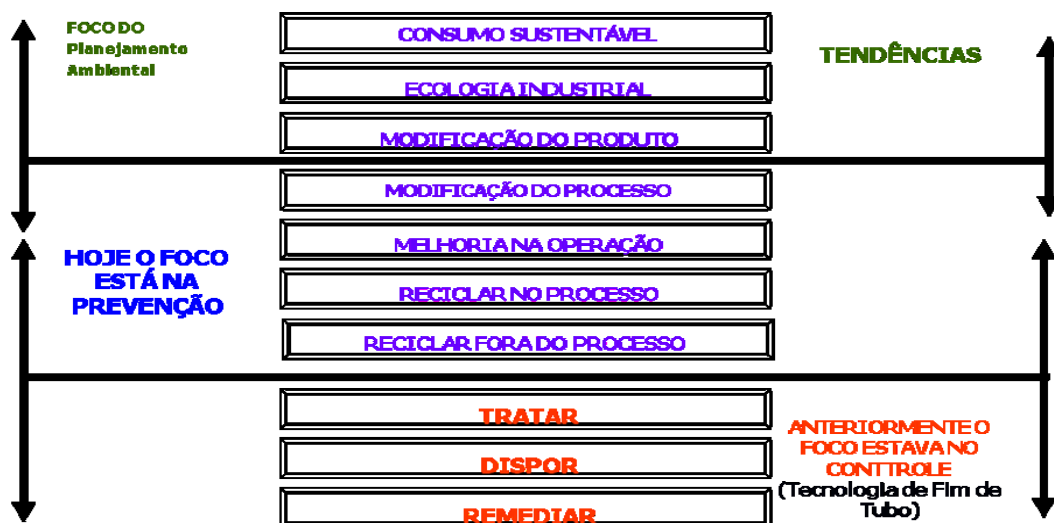 FOCO DO
Planejamento
Ambiental
CONSUMO SUSTENTÁVEL
ECOLOGIA INDUSTRIAL
MODIFICAÇÃO DO PRODUTO
TENDÊNCIAS
HOJE O FOCO
ESTÁ NA
PREVENÇÃO
MODIFICAÇÃO DO PROCESSO
MELHORIA NA OPERAÇÃO
RECICLAR NO PROCESSO
RECICLAR FORA DO PROCESSO
TRATAR
DISPOR
REMEDIAR
ANTERIORMENTE O
FOCO ESTAVA NO
CONTTROLE
(Tecnologia de Fim de
Tubo)